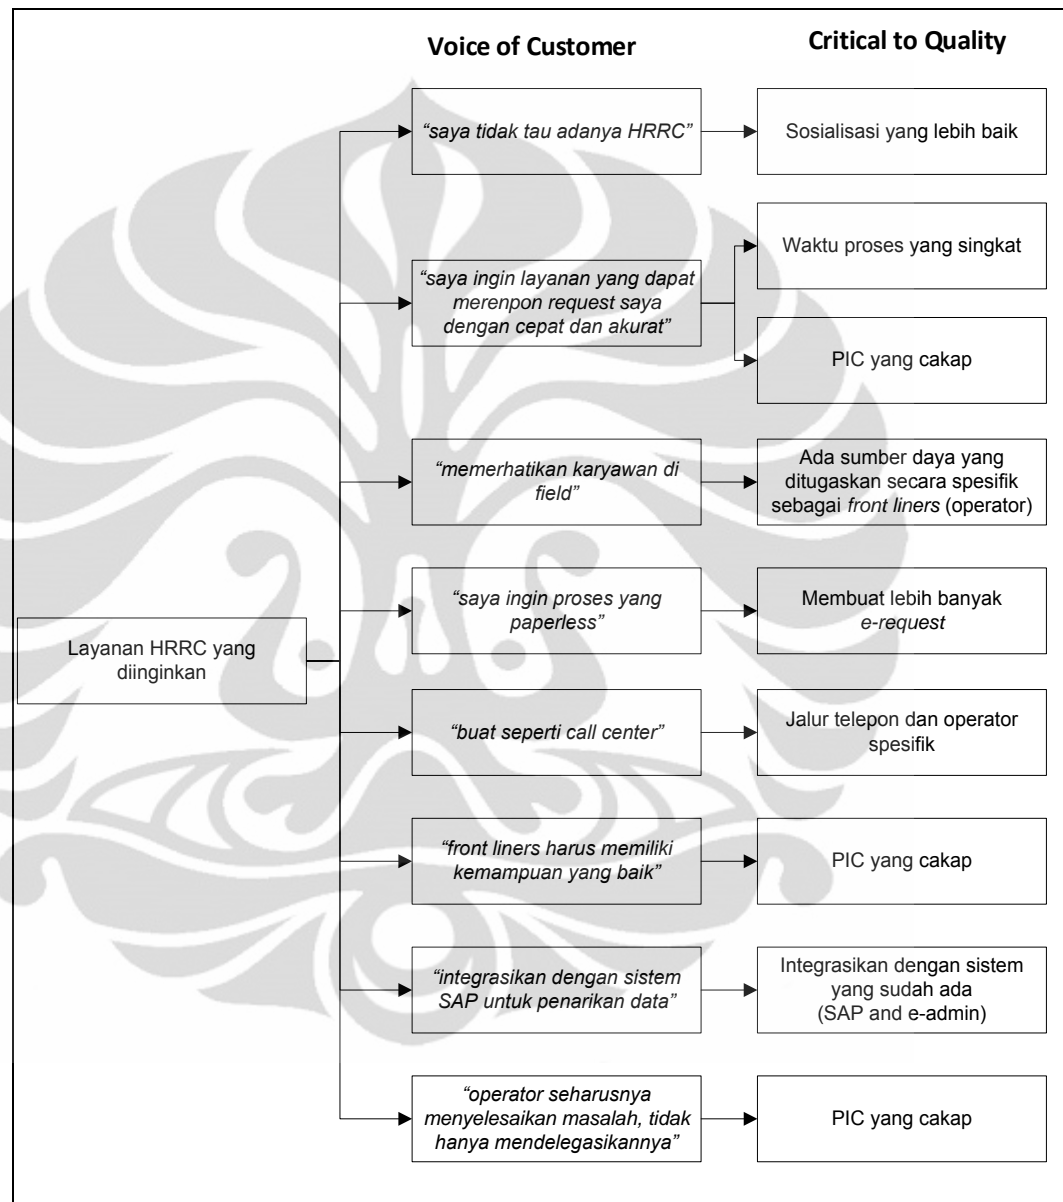 Voice of Customer
Critical to Quality
“saya tidak tau adanya HRRC”
Sosialisasi yang lebih baik
“saya ingin layanan yang dapat
merenpon request saya
dengan cepat dan akurat”
Waktu proses yang singkat
PIC yang cakap
“memerhatikan karyawan di
field”
Ada sumber daya yang
ditugaskan secara spesifik
sebagai front liners (operator)
“saya ingin proses yang
paperless”
Membuat lebih banyak
e-request
Layanan HRRC yang
diinginkan
“buat seperti call center”
Jalur telepon dan operator
spesifik
“front liners harus memiliki
kemampuan yang baik”
PIC yang cakap
“integrasikan dengan sistem
SAP untuk penarikan data”
Integrasikan dengan sistem
yang sudah ada
(SAP and e-admin)
“operator seharusnya
menyelesaikan masalah, tidak
hanya mendelegasikannya”
PIC yang cakap